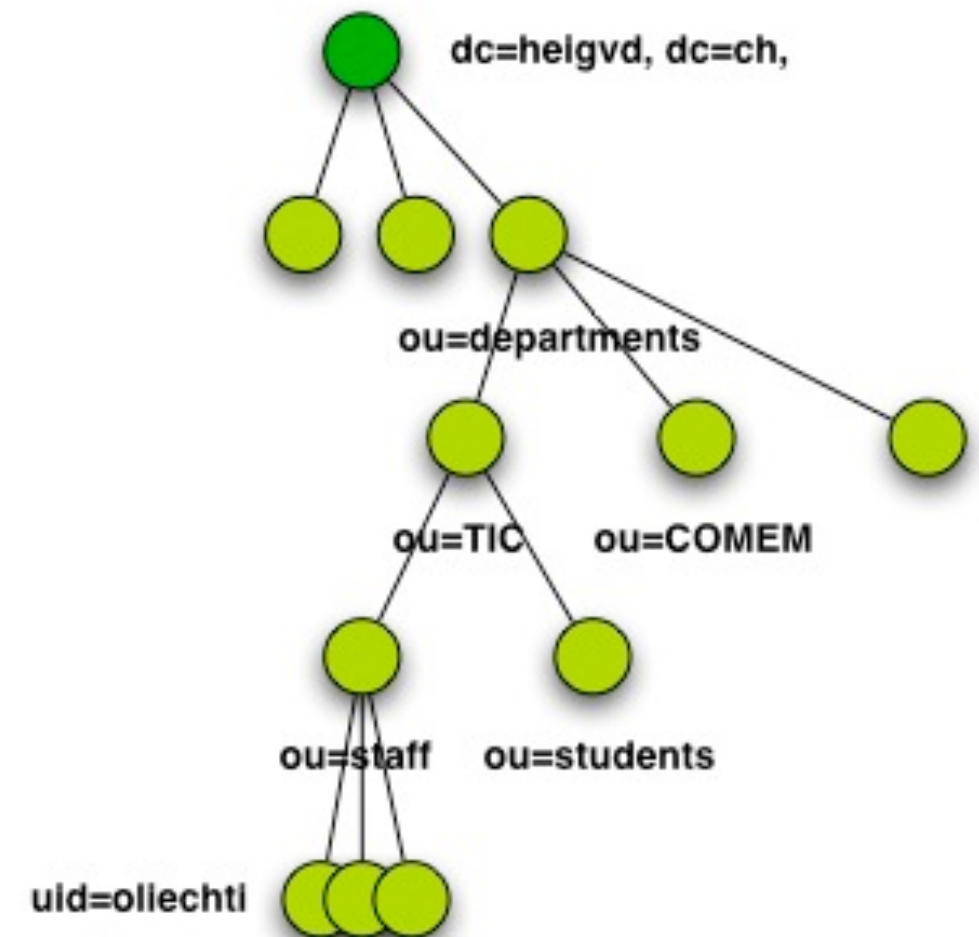 dc=heigvd, dc=ch,
ou=departments
ou=TIC
ou=COMEM
ou=staff
ou=students
uid=oliechti